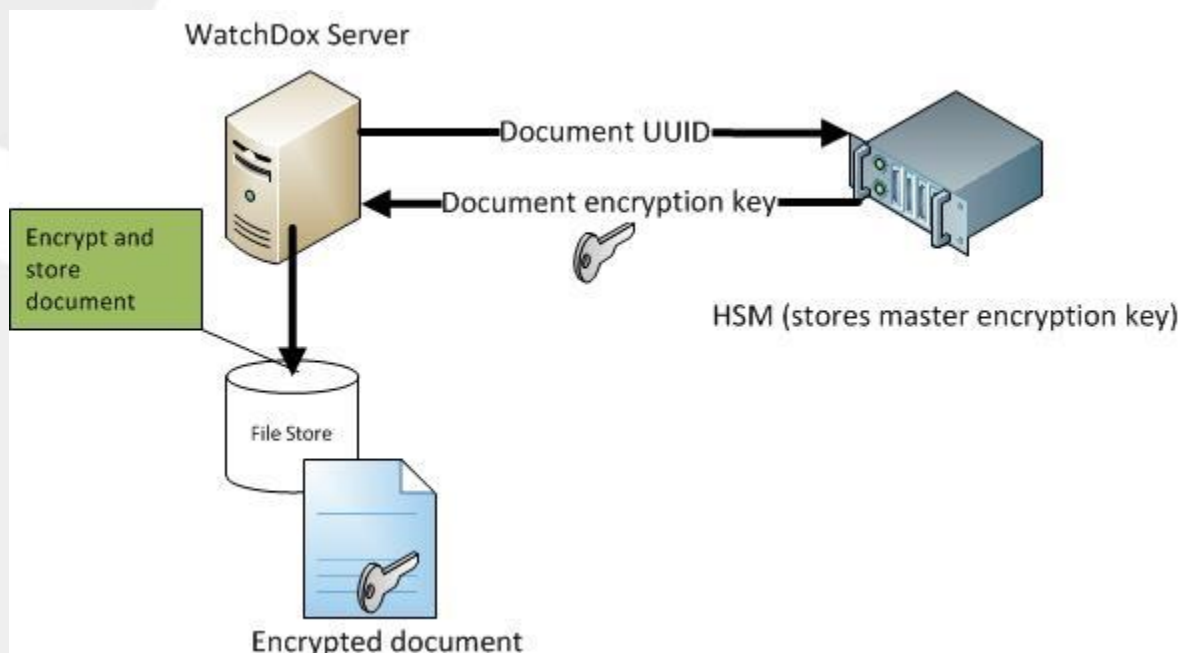 WatchDox Server
Document UUID
Document encryption key
Encrypt and
store
document
HSM (stores master encryption key)
File Store
Encrypted document